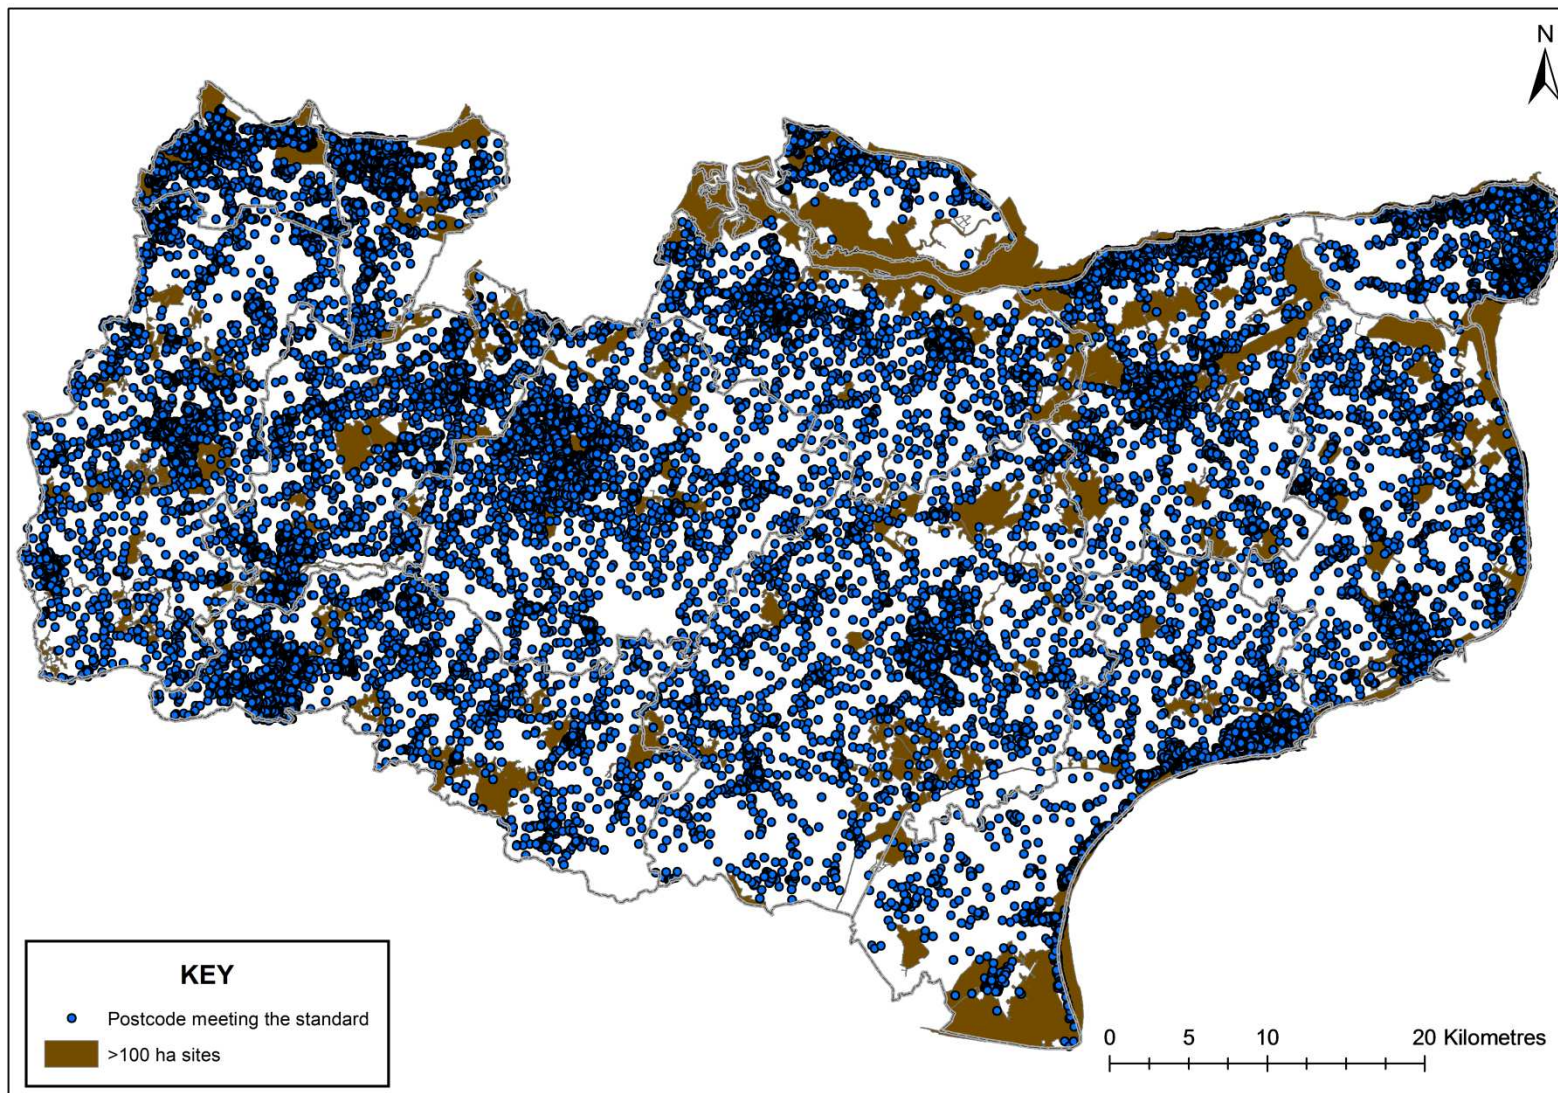 N
KEY
Postcode meeting the standard
>100 ha sites
0 5 10 20 Kilometres